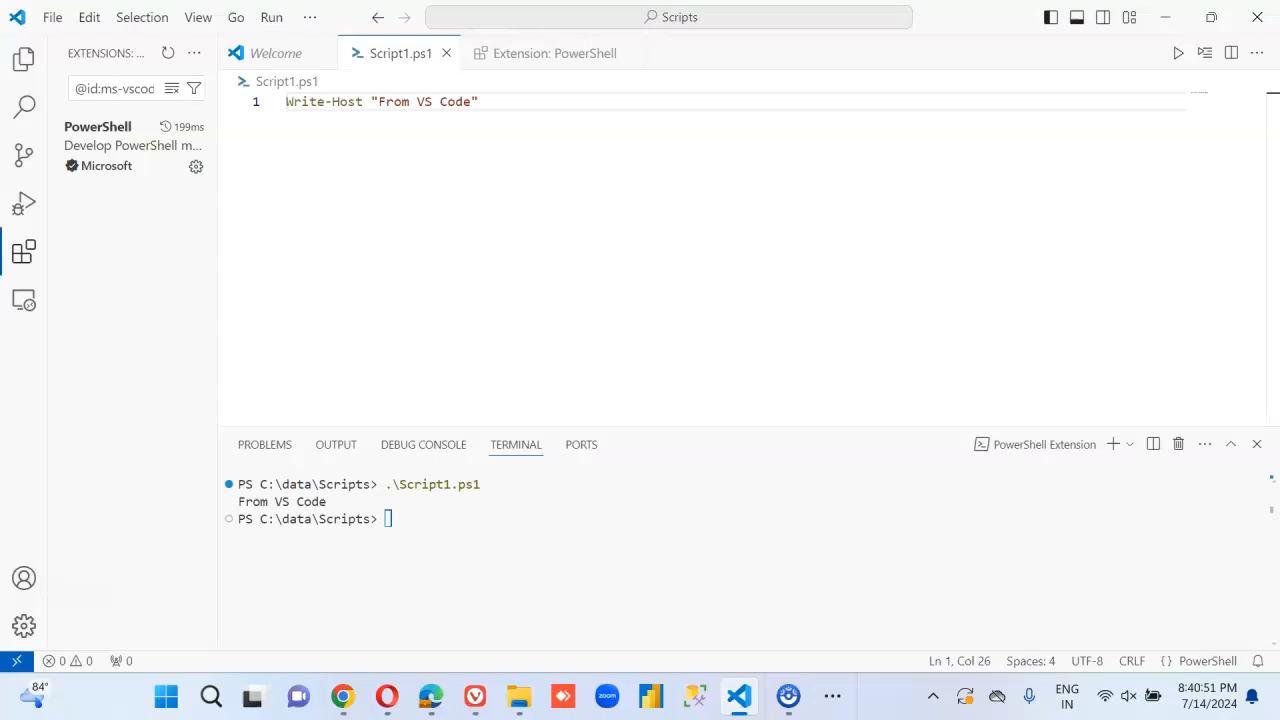 File Edit Selection View Go Run ···
Scripts
EXTENSIONS: ...
Welcome
Script1.ps1
Extension: PowerShell
@id:ms-vscod
Script1.ps1
1 Write-Host "From VS Code"
PowerShell 199ms
Develop PowerShell m...
Microsoft
PROBLEMS OUTPUT DEBUG CONSOLE TERMINAL PORTS
PowerShell Extension
PS C:\data\Scripts> .\Script1.ps1
From VS Code
PS C:\data\Scripts>
0 0 0
Ln 1, Col 26 Spaces: 4 UTF-8 CRLF { } PowerShell
84°
zoom
ENG
IN
8:40:51 PM
7/14/2024